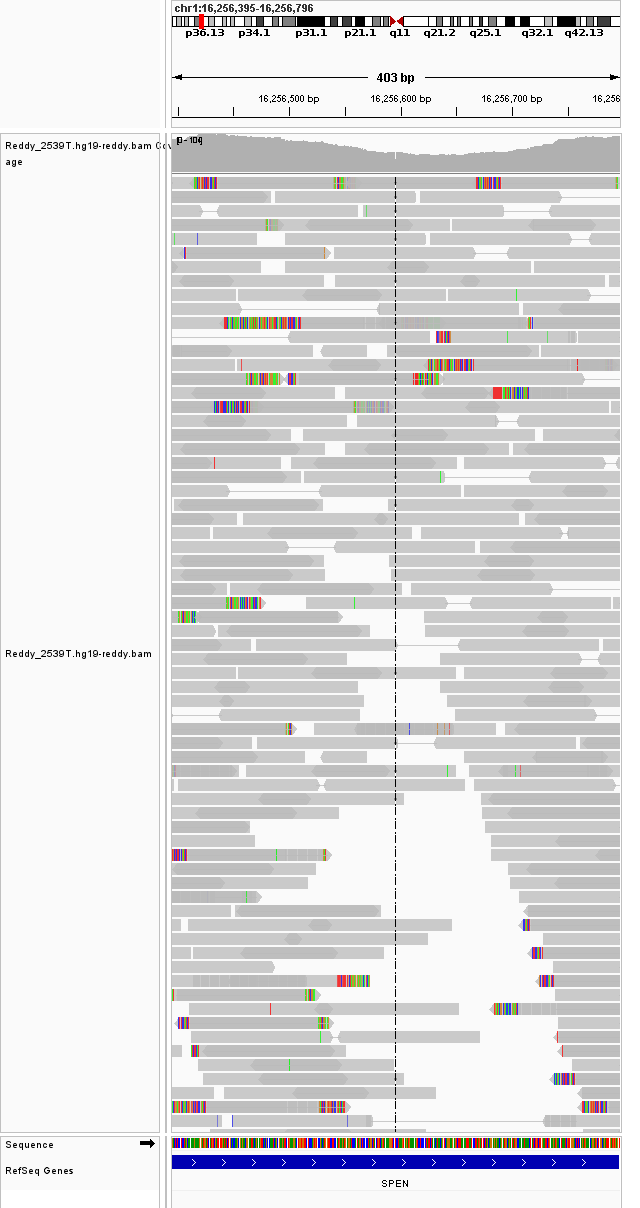 chr1:16,256,395-16,256,796
p36.13 p34.1 p31.1 p21.1 q11 q21.2 q25.1 q32.1 q42.13
403 bp
16,256,500 bp 16,256,600 bp 16,256,700 bp 16,256
Reddy_2539T.hg19-reddy.bam Cov
age
Reddy_2539T.hg19-reddy.bam
Sequence
RefSeq Genes
SPEN